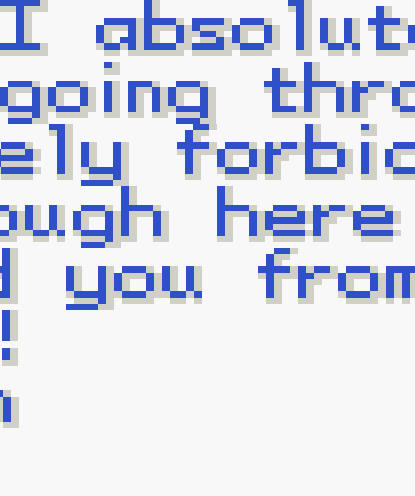 I absolut
going thro
ely forbid
ough here
d you from
!